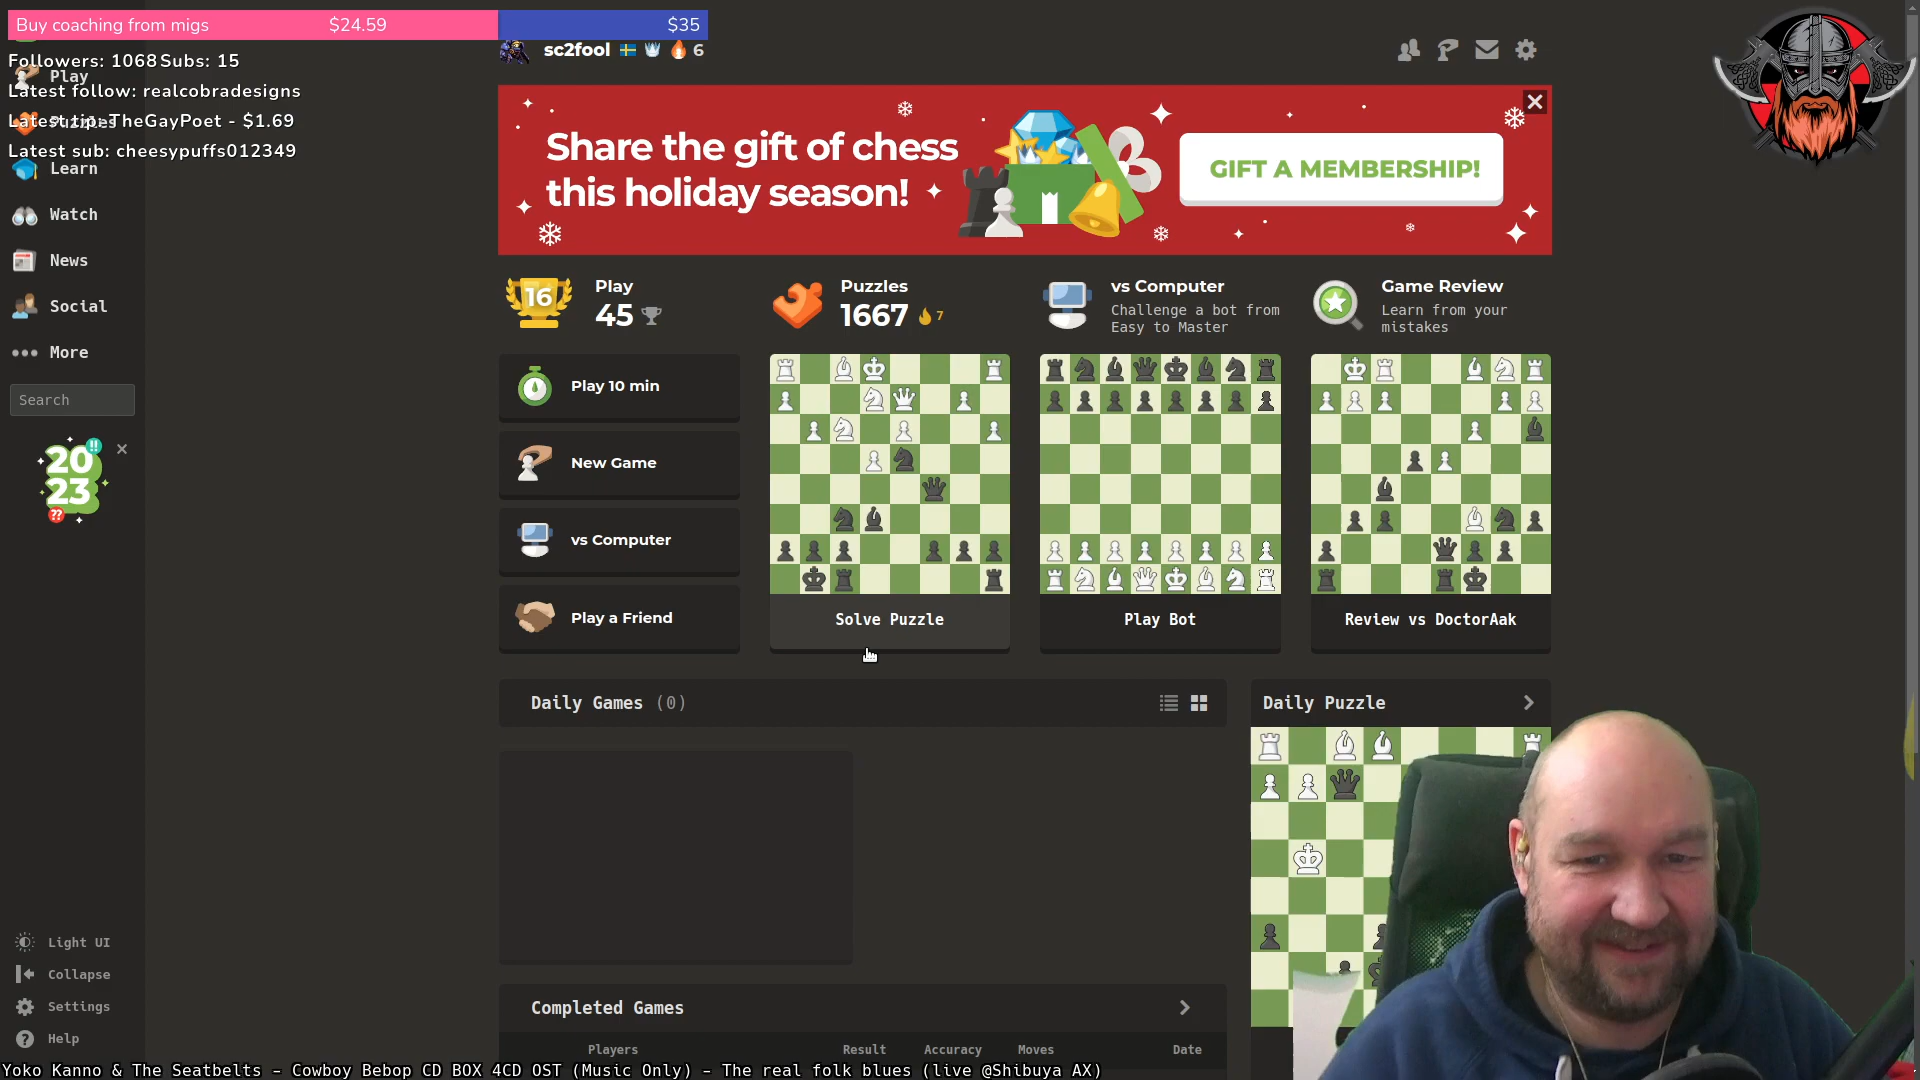 Buy coaching from migs $24.59 $35
sc2fool 6
Followers: 1068 Subs: 15
Play
Latest follow: realcobradesigns
Latest tip: TheGayPoet - $1.69
Latest sub: cheesypuffs012349
Learn
Watch
News
Social
More
Search
20
23
!!
??
Share the gift of chess
this holiday season!
GIFT A MEMBERSHIP!
16
Play
45
Puzzles
1667 7
vs Computer
Challenge a bot from
Easy to Master
Game Review
Learn from your
mistakes
Play 10 min
New Game
vs Computer
Play a Friend
Solve Puzzle
Play Bot
Review vs DoctorAak
Daily Games (0)
Daily Puzzle
Completed Games
Players Result Accuracy Moves Date
Light UI
Collapse
Settings
Help
Yoko Kanno & The Seatbelts - Cowboy Bebop CD BOX 4CD OST (Music Only) - The real folk blues (live @Shibuya AX)